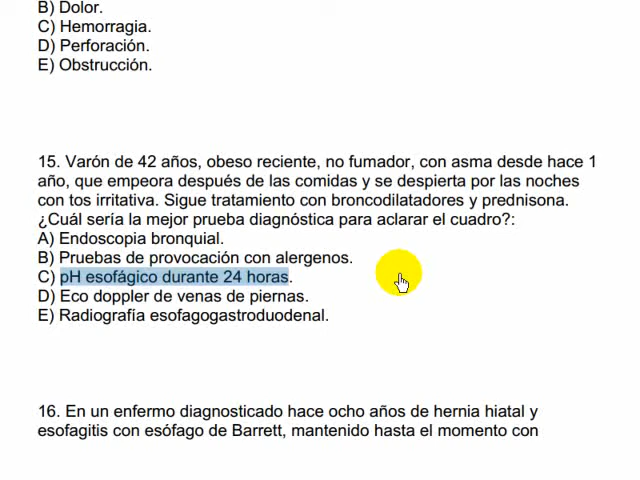 B) Dolor.
C) Hemorragia.
D) Perforación.
E) Obstrucción.
15. Varón de 42 años, obeso reciente, no fumador, con asma desde hace 1
año, que empeora después de las comidas y se despierta por las noches
con tos irritativa. Sigue tratamiento con broncodilatadores y prednisona.
¿Cuál sería la mejor prueba diagnóstica para aclarar el cuadro?:
A) Endoscopia bronquial.
B) Pruebas de provocación con alergenos.
C) pH esofágico durante 24 horas.
D) Eco doppler de venas de piernas.
E) Radiografía esofagogastroduodenal.
16. En un enfermo diagnosticado hace ocho años de hernia hiatal y
esofagitis con esófago de Barrett, mantenido hasta el momento con